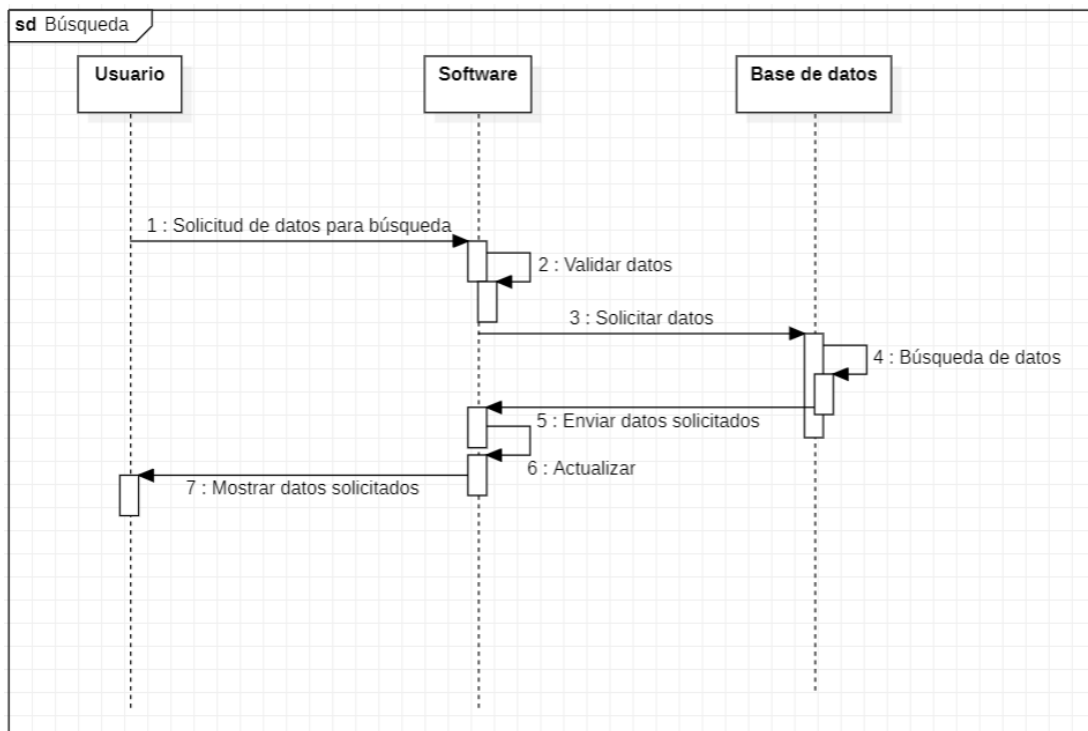 sd Búsqueda
Usuario
Software
Base de datos
1 : Solicitud de datos para búsqueda
2 : Validar datos
3 : Solicitar datos
4 : Búsqueda de datos
5 : Enviar datos solicitados
6 : Actualizar
7 : Mostrar datos solicitados